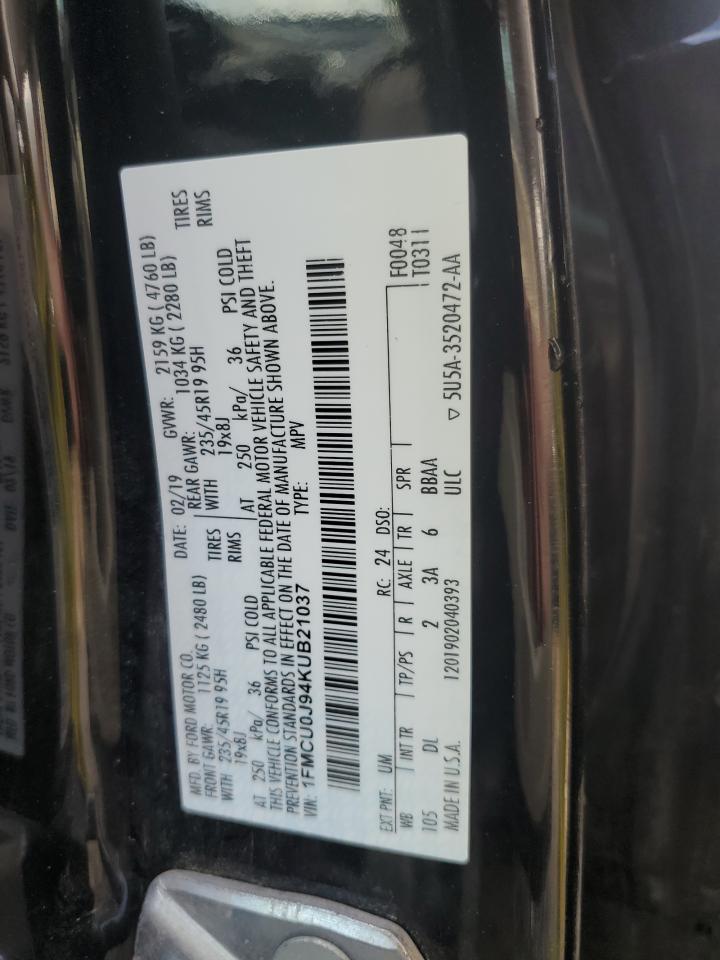 MFD. BY FORD MOTOR CO.
DATE: 02/19 GVWR: 2159 KG ( 4760 LB)
FRONT GAWR: 1125 KG ( 2480 LB) REAR GAWR: 1034 KG ( 2280 LB)
WITH 235/45R19 95H TIRES WITH 235/45R19 95H TIRES
19x8J RIMS 19x8J RIMS
AT 250 kPa/ 36 PSI COLD AT 250 kPa/ 36 PSI COLD
THIS VEHICLE CONFORMS TO ALL APPLICABLE FEDERAL MOTOR VEHICLE SAFETY AND THEFT
PREVENTION STANDARDS IN EFFECT ON THE DATE OF MANUFACTURE SHOWN ABOVE.
VIN: 1FMCU0J94KUB21037 TYPE: MPV
EXT PNT: UM RC: 24 DSO: F0048
WB INT TR TP/PS R AXLE TR SPR T0311
105 DL 2 3A 6 BBAA
MADE IN U.S.A. 1201902040393 ULC ▽ 5U5A-3520472-AA